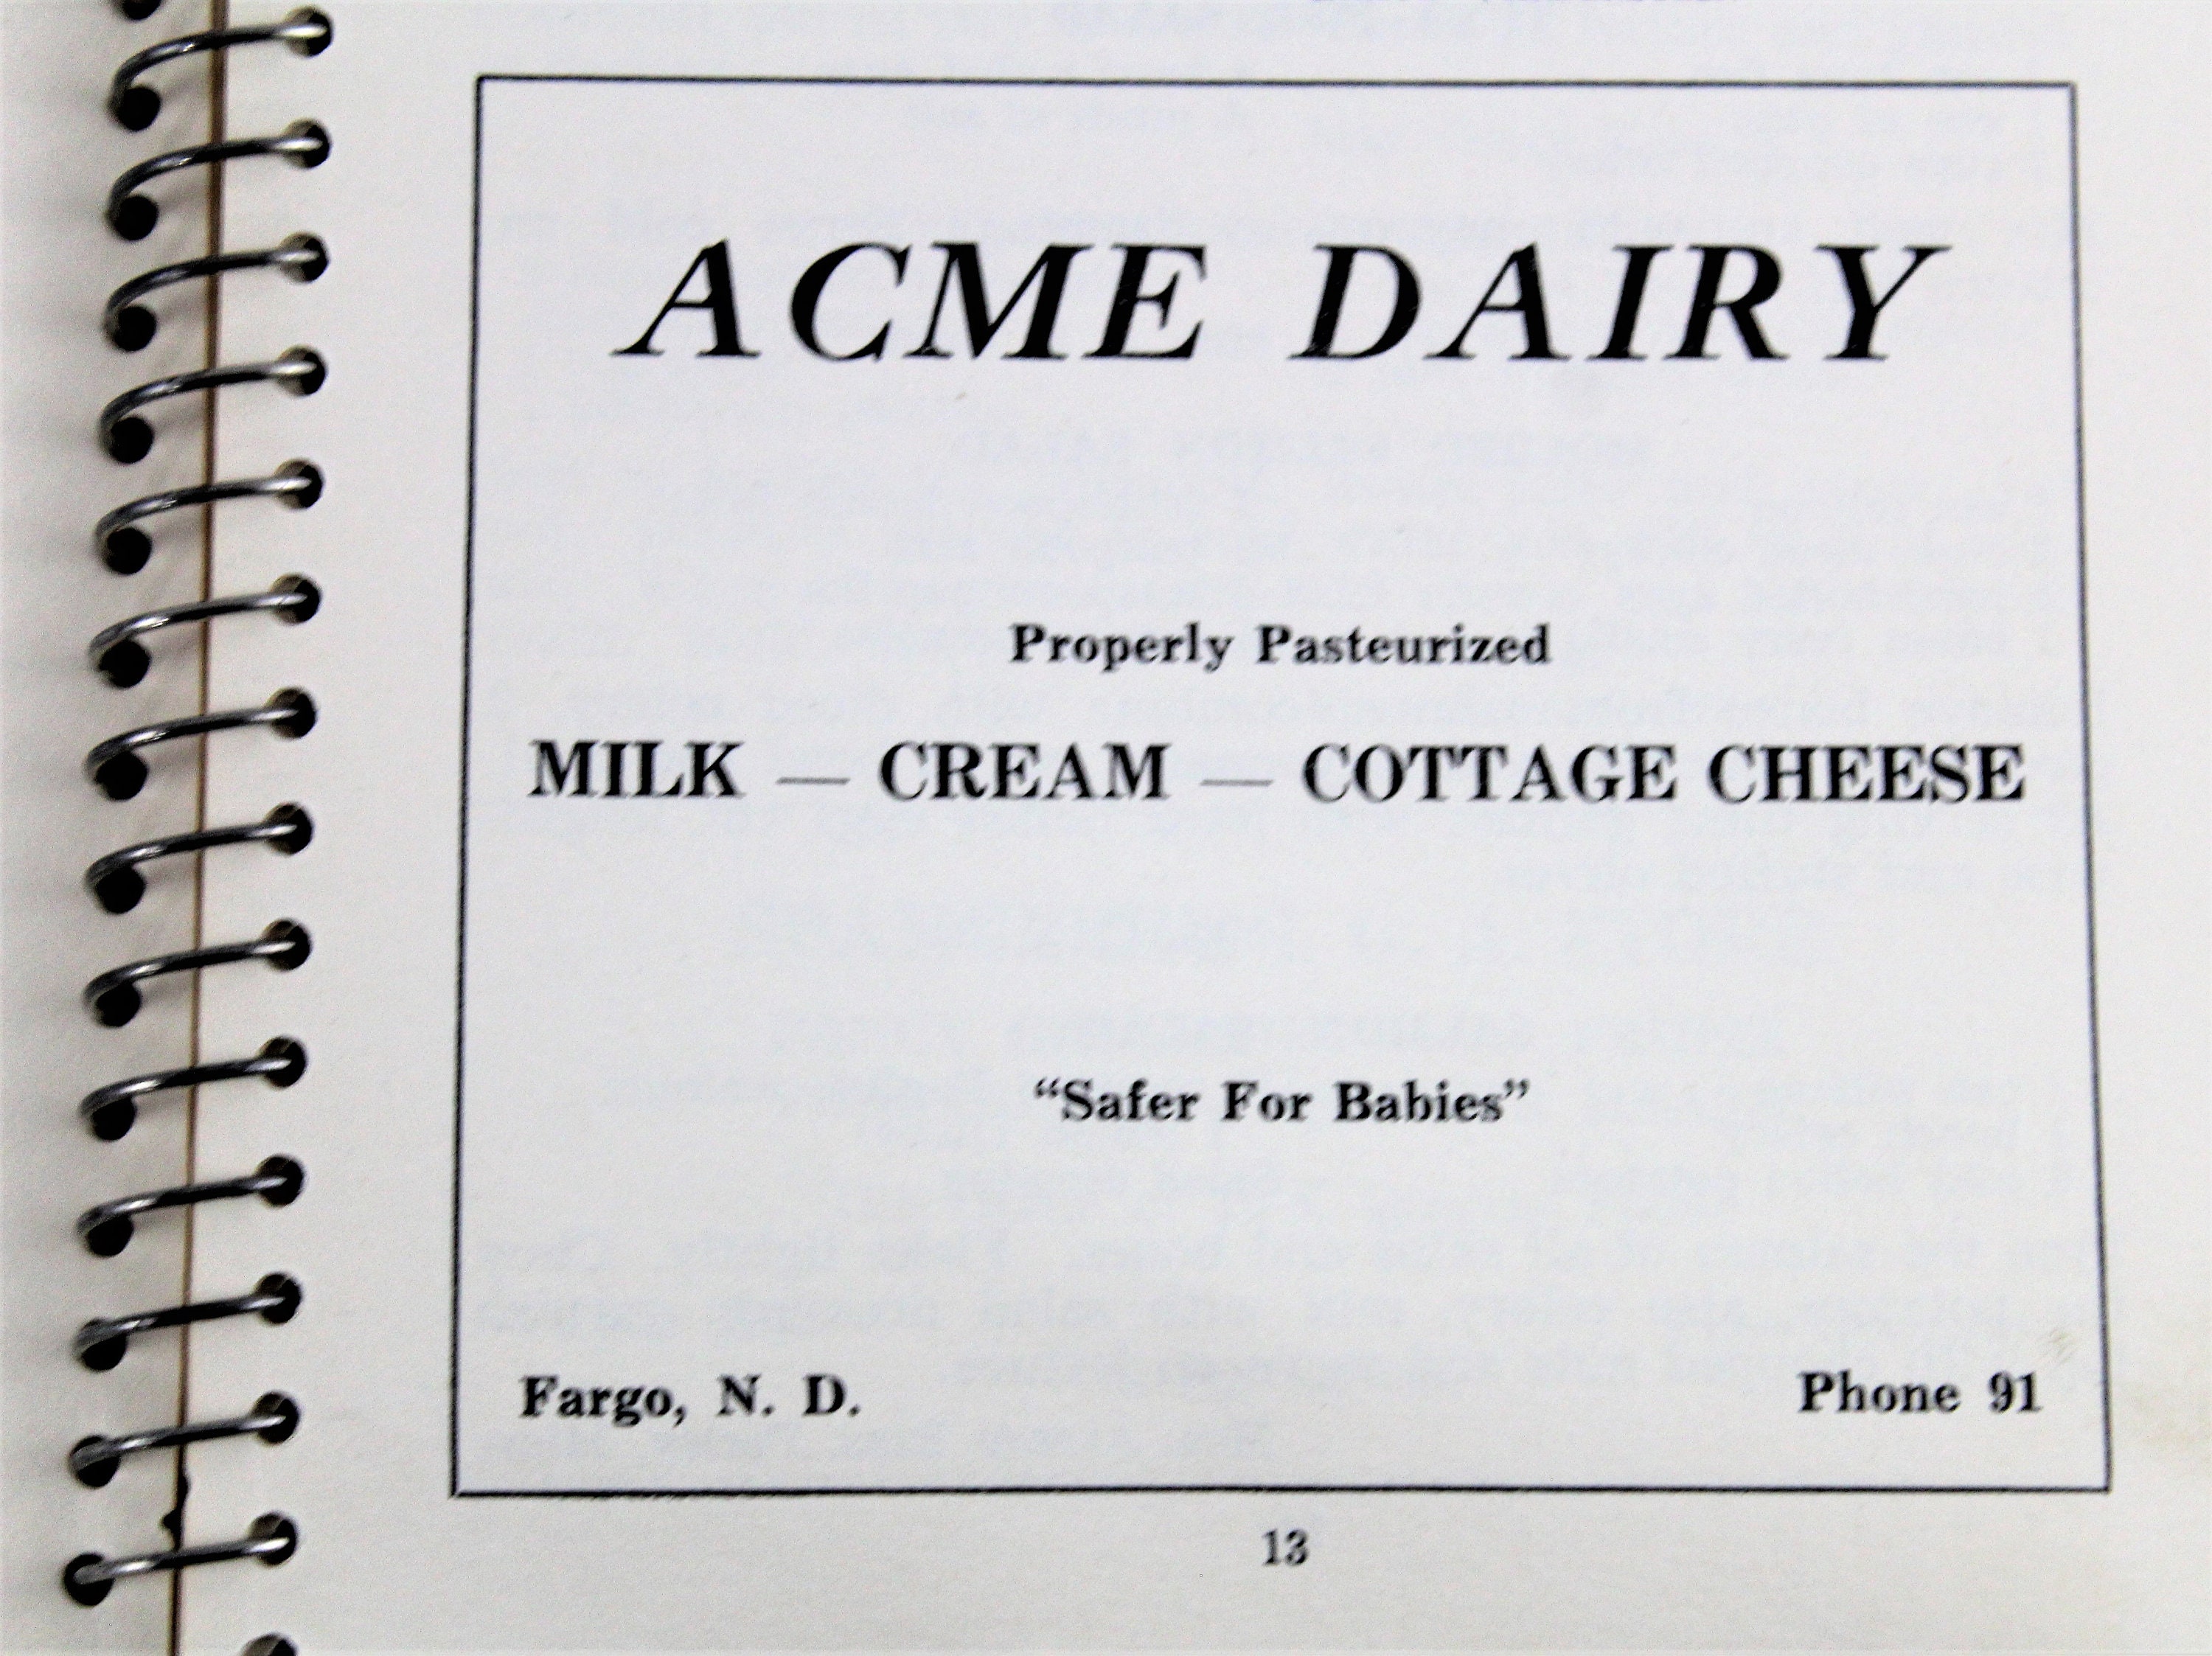 ACME DAIRY
Properly Pasteurized
MILK — CREAM — COTTAGE CHEESE
“Safer For Babies”
Fargo, N. D. Phone 91
13